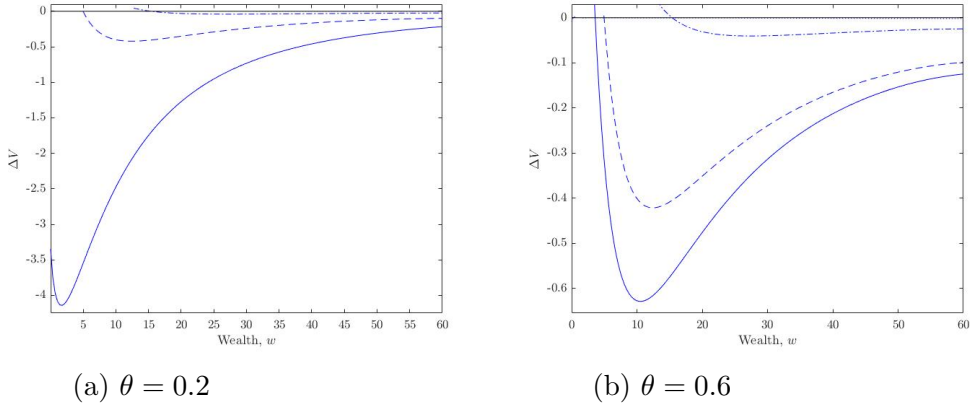 0
-0.5
-1
-1.5
-2
-2.5
-3
-3.5
-4
ΔV
5 10 15 20 25 30 35 40 45 50 55 60
Wealth, w
(a) θ = 0.2
0
-0.1
-0.2
-0.3
-0.4
-0.5
-0.6
ΔV
0 10 20 30 40 50 60
Wealth, w
(b) θ = 0.6